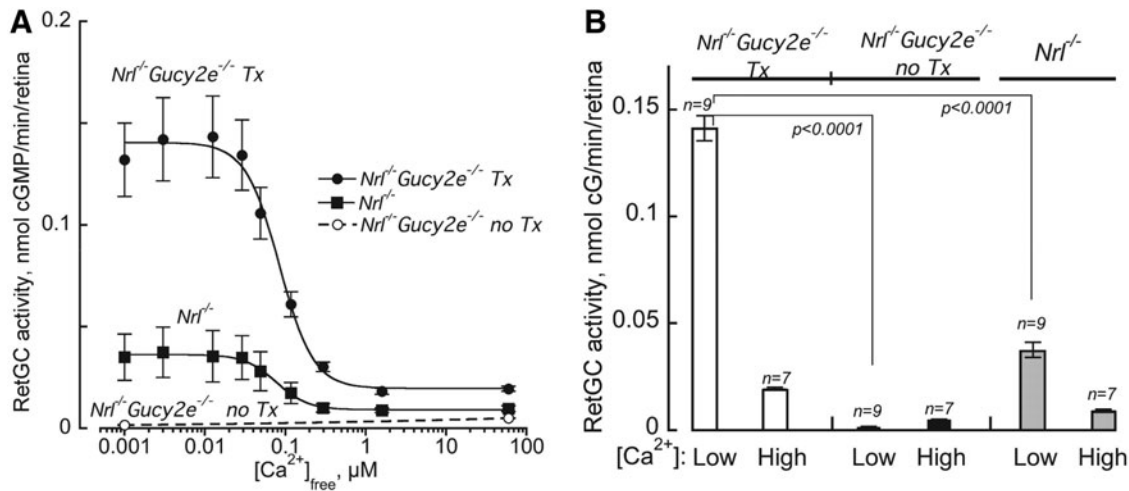 A
0.2
Nrl-/-Gucy2e-/- Tx
Nrl-/-Gucy2e-/- Tx
Nrl-/-
Nrl-/-Gucy2e-/- no Tx
0.1
Nrl-/-
Nrl-/-Gucy2e-/- no Tx
0
0.001 0.01 0.1 1 10 100
[Ca2+]free, µM
RetGC activity, nmol cGMP/min/retina
B
Nrl-/-Gucy2e-/- Tx
Nrl-/-Gucy2e-/- no Tx
Nrl-/-
0.15
n=9
p<0.0001
p<0.0001
0.1
0.05
n=9
n=7
n=9
n=7
n=7
0
[Ca2+]: Low High Low High Low High
RetGC activity, nmol cG/min/retina